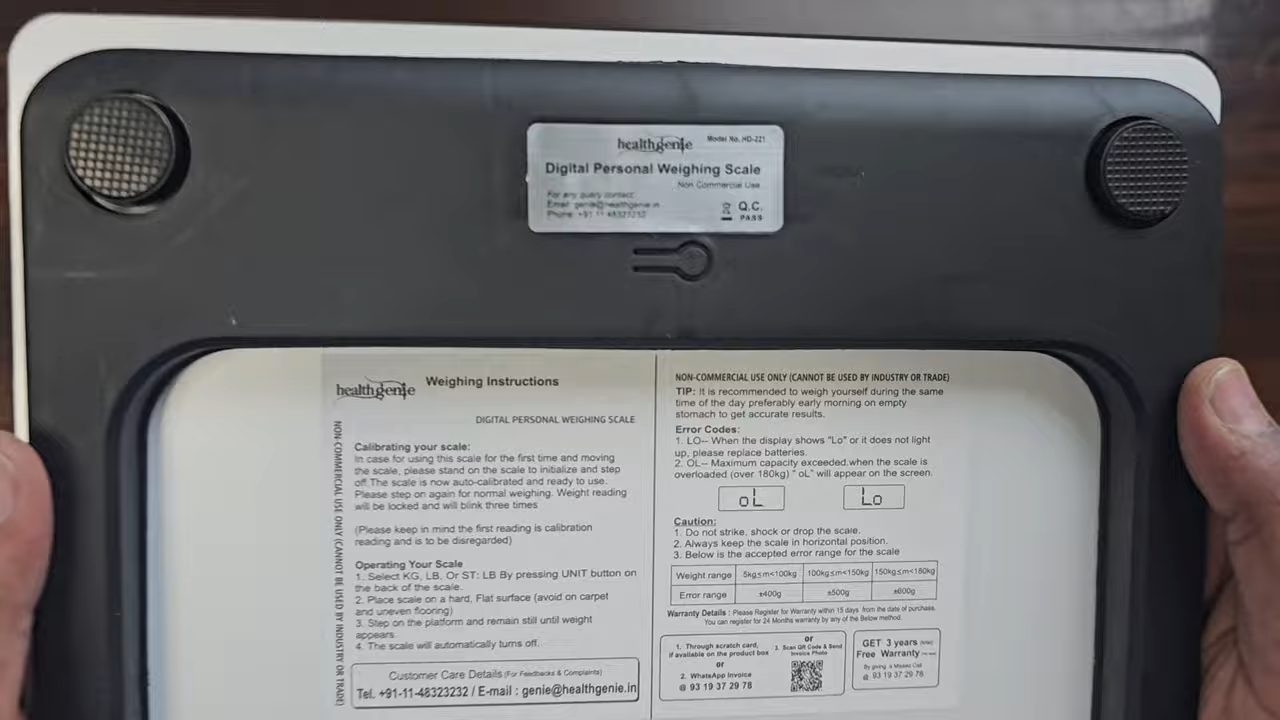 healthgenie
Model No. HD-221
Digital Personal Weighing Scale
Non Commercial Use
For any query contact:
Email: genie@healthgenie.in
Phone: +91 11 48323232
Q.C.
PASS
healthgenie
Weighing Instructions
DIGITAL PERSONAL WEIGHING SCALE
NON-COMMERCIAL USE ONLY (CANNOT BE USED BY INDUSTRY OR TRADE)
Calibrating your scale:
In case for using this scale for the first time and moving
the scale, please stand on the scale to initialize and step
off.The scale is now auto-calibrated and ready to use.
Please step on again for normal weighing. Weight reading
will be locked and will blink three times
(Please keep in mind the first reading is calibration
reading and is to be disregarded)
Operating Your Scale
1. Select KG, LB, Or ST: LB By pressing UNIT button on
the back of the scale.
2. Place scale on a hard, Flat surface (avoid on carpet
and uneven flooring)
3. Step on the platform and remain still until weight
appears.
4. The scale will automatically turns off.
Customer Care Details (For Feedbacks & Complaints)
Tel. +91-11-48323232 / E-mail : genie@healthgenie.in
NON-COMMERCIAL USE ONLY (CANNOT BE USED BY INDUSTRY OR TRADE)
TIP: It is recommended to weigh yourself during the same
time of the day preferably early morning on empty
stomach to get accurate results.
Error Codes:
1. LO-- When the display shows "Lo" or it does not light
up, please replace batteries.
2. OL-- Maximum capacity exceeded.when the scale is
overloaded (over 180kg) " oL" will appear on the screen.
oL
Lo
Caution:
1. Do not strike, shock or drop the scale.
2. Always keep the scale in horizontal position.
3. Below is the accepted error range for the scale
Weight range 5kg≤m<100kg 100kg≤m<150kg 150kg≤m<180kg
Error range ±400g ±500g ±600g
Warranty Details : Please Register for Warranty within 15 days from the date of purchase.
You can register for 24 Months warranty by any of the Below method.
1. Through scratch card,
if available on the product box
or
2. WhatsApp Invoice
@ 93 19 37 29 78
or
3. Scan QR Code & Send
Invoice Photo
GET 3 years
Free Warranty
By giving a Missed Call
@ 93 19 37 29 78